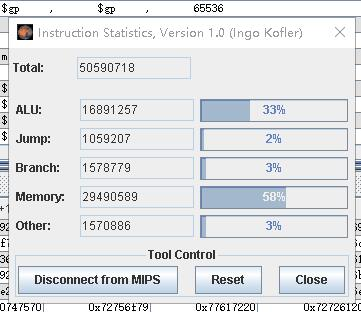 $gp , $gp , 65536
Instruction Statistics, Version 1.0 (Ingo Kofler)
Total: 50590718
ALU: 16891257 33%
Jump: 1059207 2%
Branch: 1578779 3%
Memory: 29490589 58%
Other: 1570886 3%
Tool Control
Disconnect from MIPS Reset Close
0747570| 0x72756f79| 0x77617220| 0x72726120